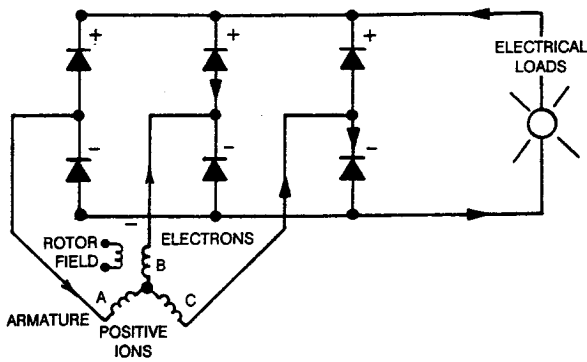 + + +
ELECTRICAL
LOADS
- - -
-
ELECTRONS
ROTOR
FIELD
B
A
C
ARMATURE
POSITIVE
IONS